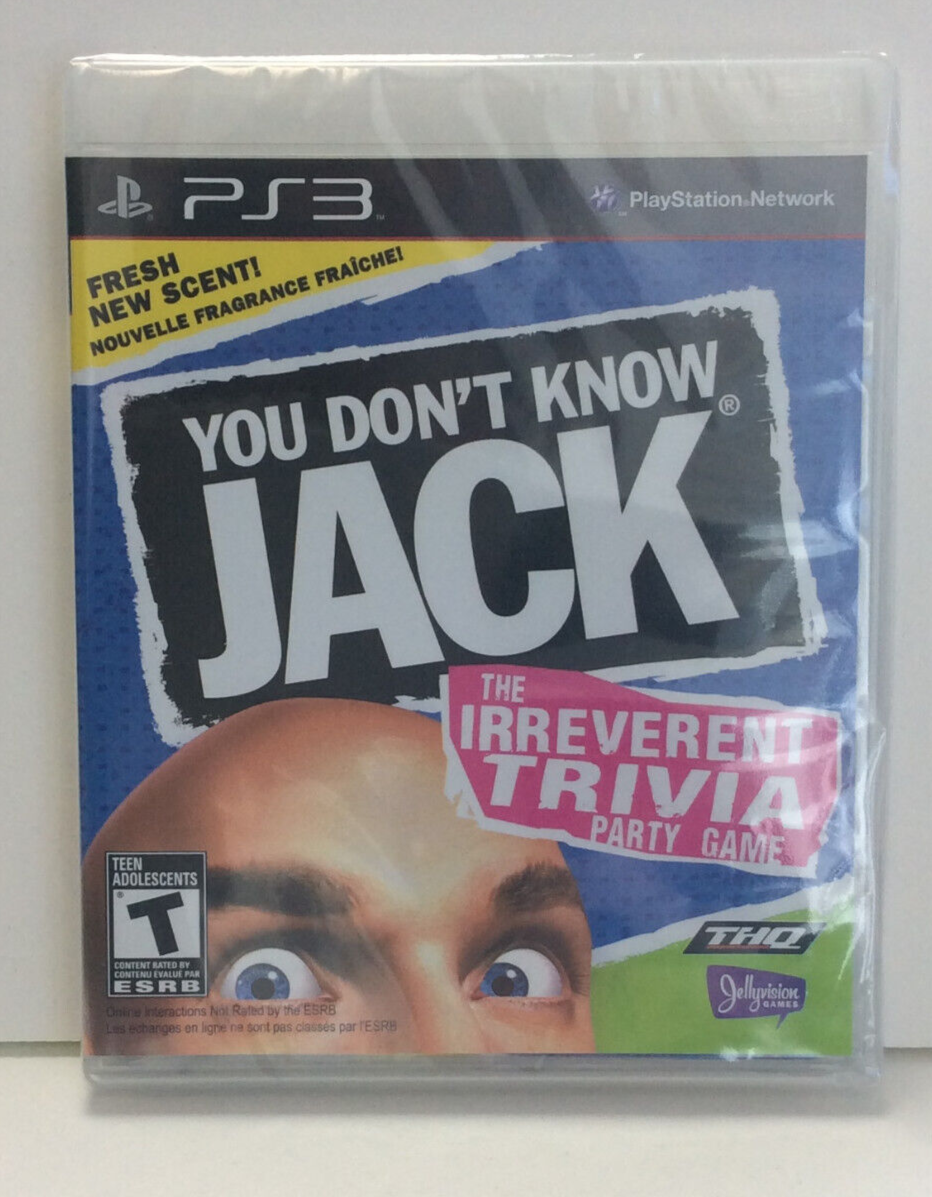 PS3
PlayStation®Network
FRESH
NEW SCENT!
NOUVELLE FRAGRANCE FRAÎCHE!
YOU DON'T KNOW
JACK®
THE
IRREVERENT
TRIVIA
PARTY GAME
TEEN
ADOLESCENTS
T
CONTENT RATED BY
CONTENU ÉVALUÉ PAR
ESRB
Online Interactions Not Rated by the ESRB
Les échanges en ligne ne sont pas classés par l'ESRB
THQ
Jellyvision
GAMES